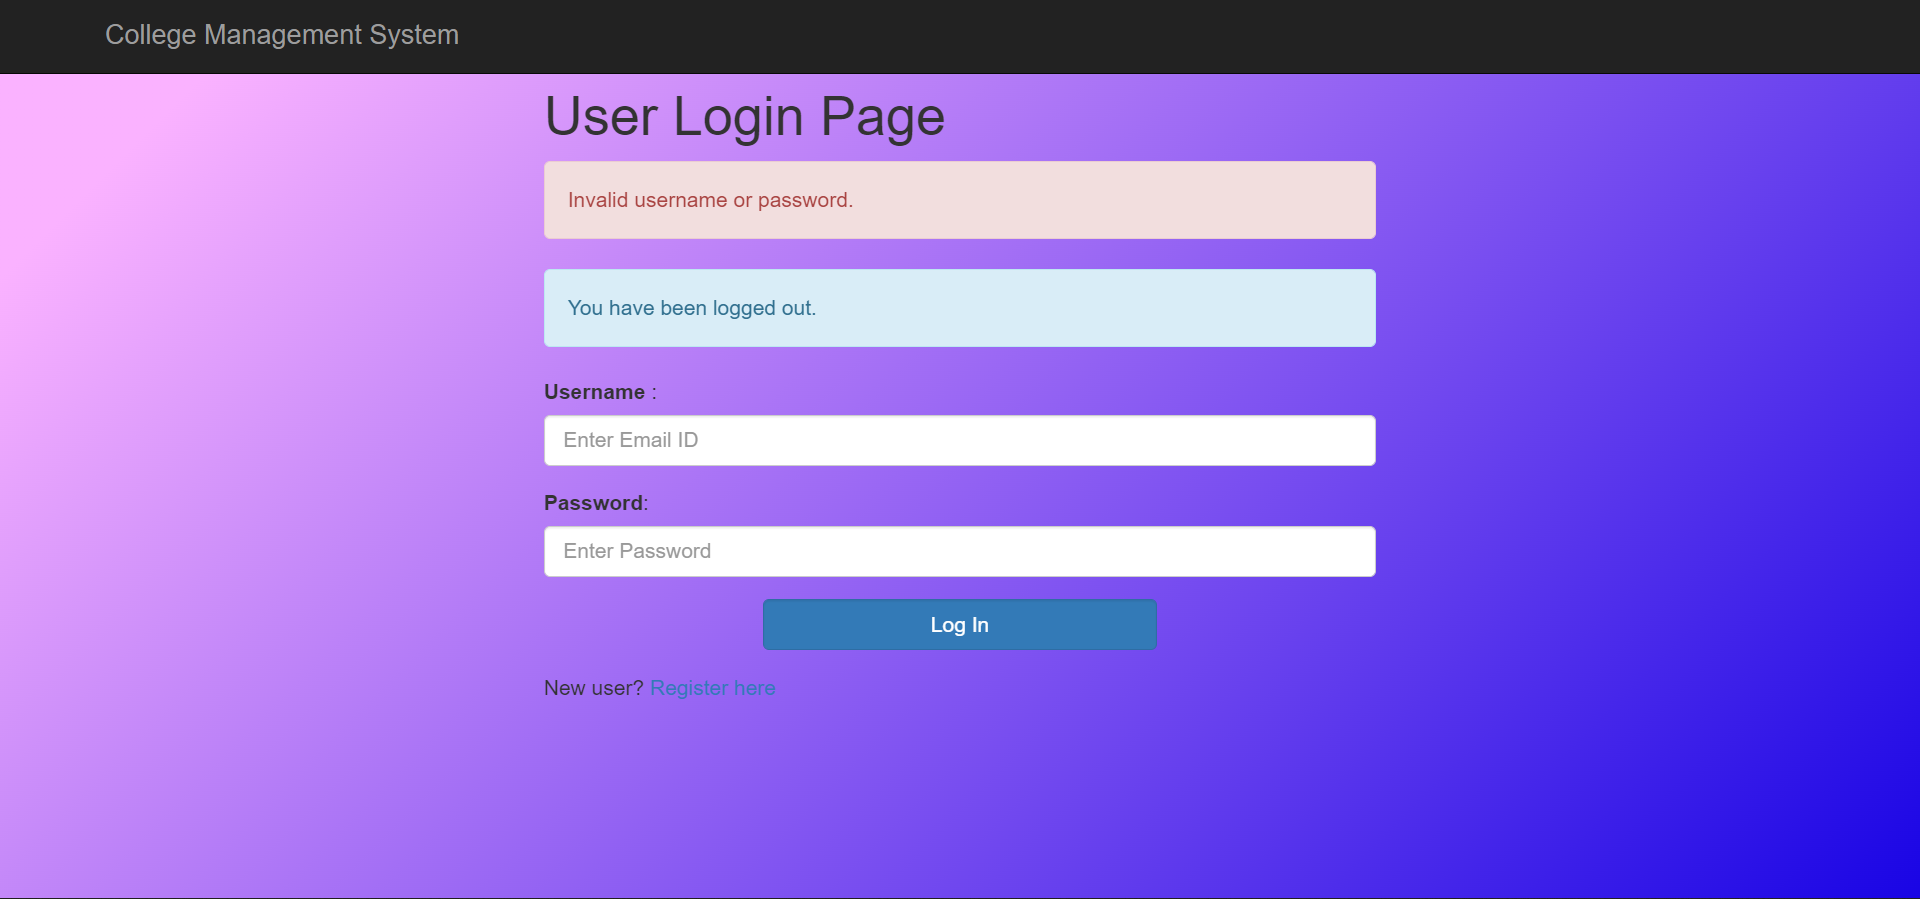 College Management System
User Login Page
Invalid username or password.
You have been logged out.
Username :
Enter Email ID
Password:
Enter Password
Log In
New user? Register here